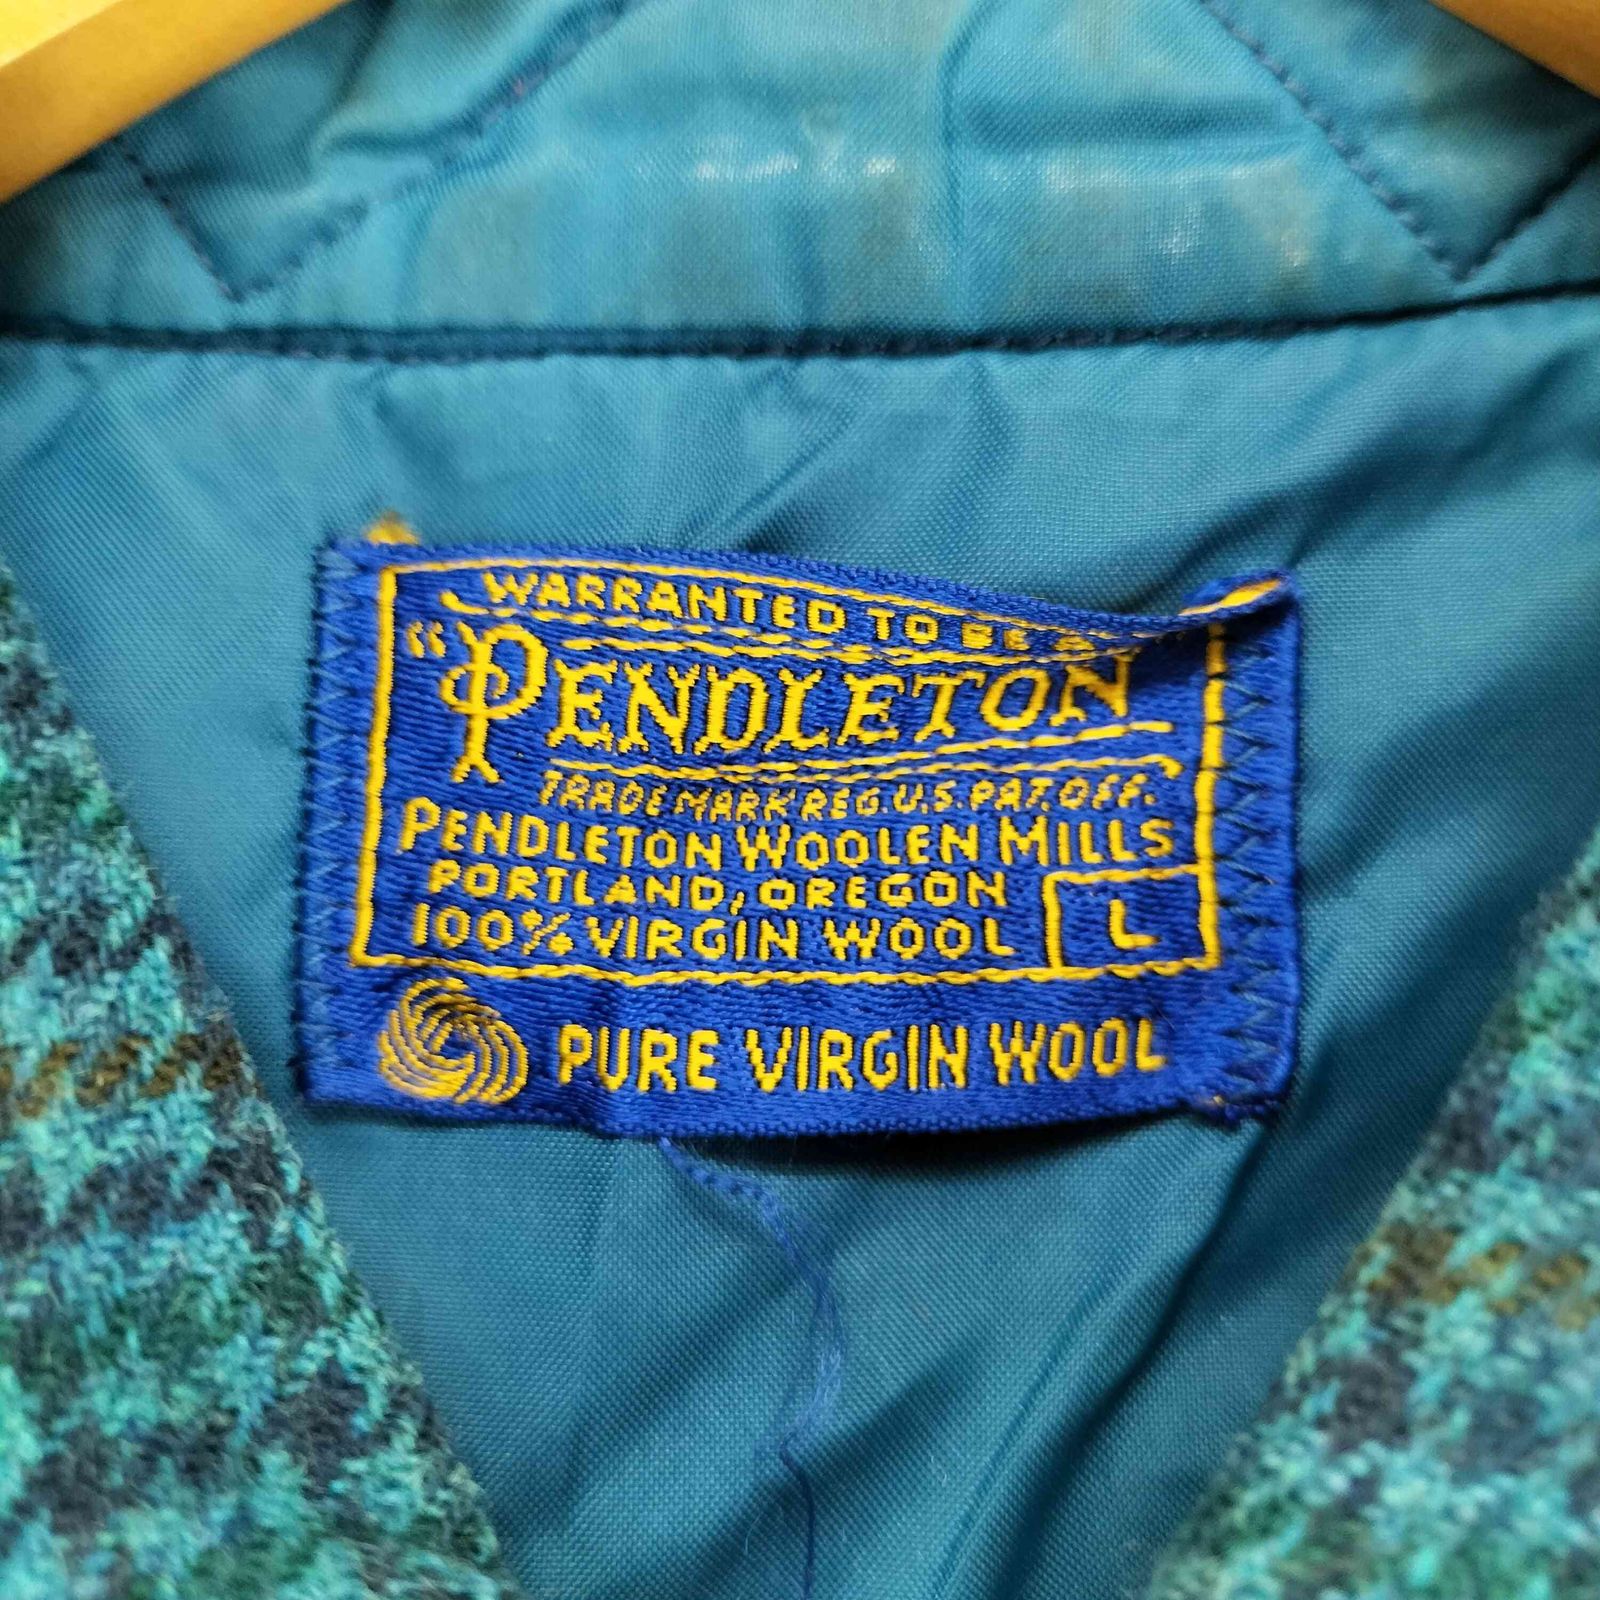 WARRANTED TO BE A
"PENDLETON"
TRADE MARK REG. U.S. PAT. OFF.
PENDLETON WOOLEN MILLS
PORTLAND, OREGON
100% VIRGIN WOOL
L
PURE VIRGIN WOOL